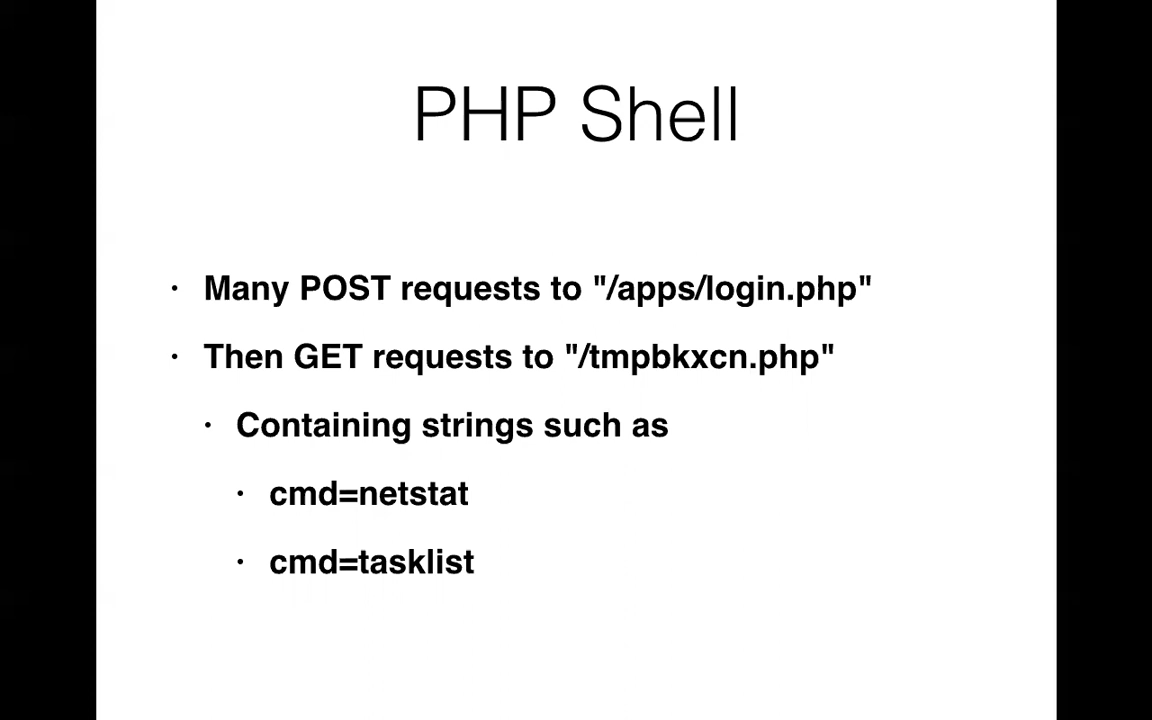 PHP Shell
• Many POST requests to "/apps/login.php"
• Then GET requests to "/tmpbkxcn.php"
• Containing strings such as
• cmd=netstat
• cmd=tasklist